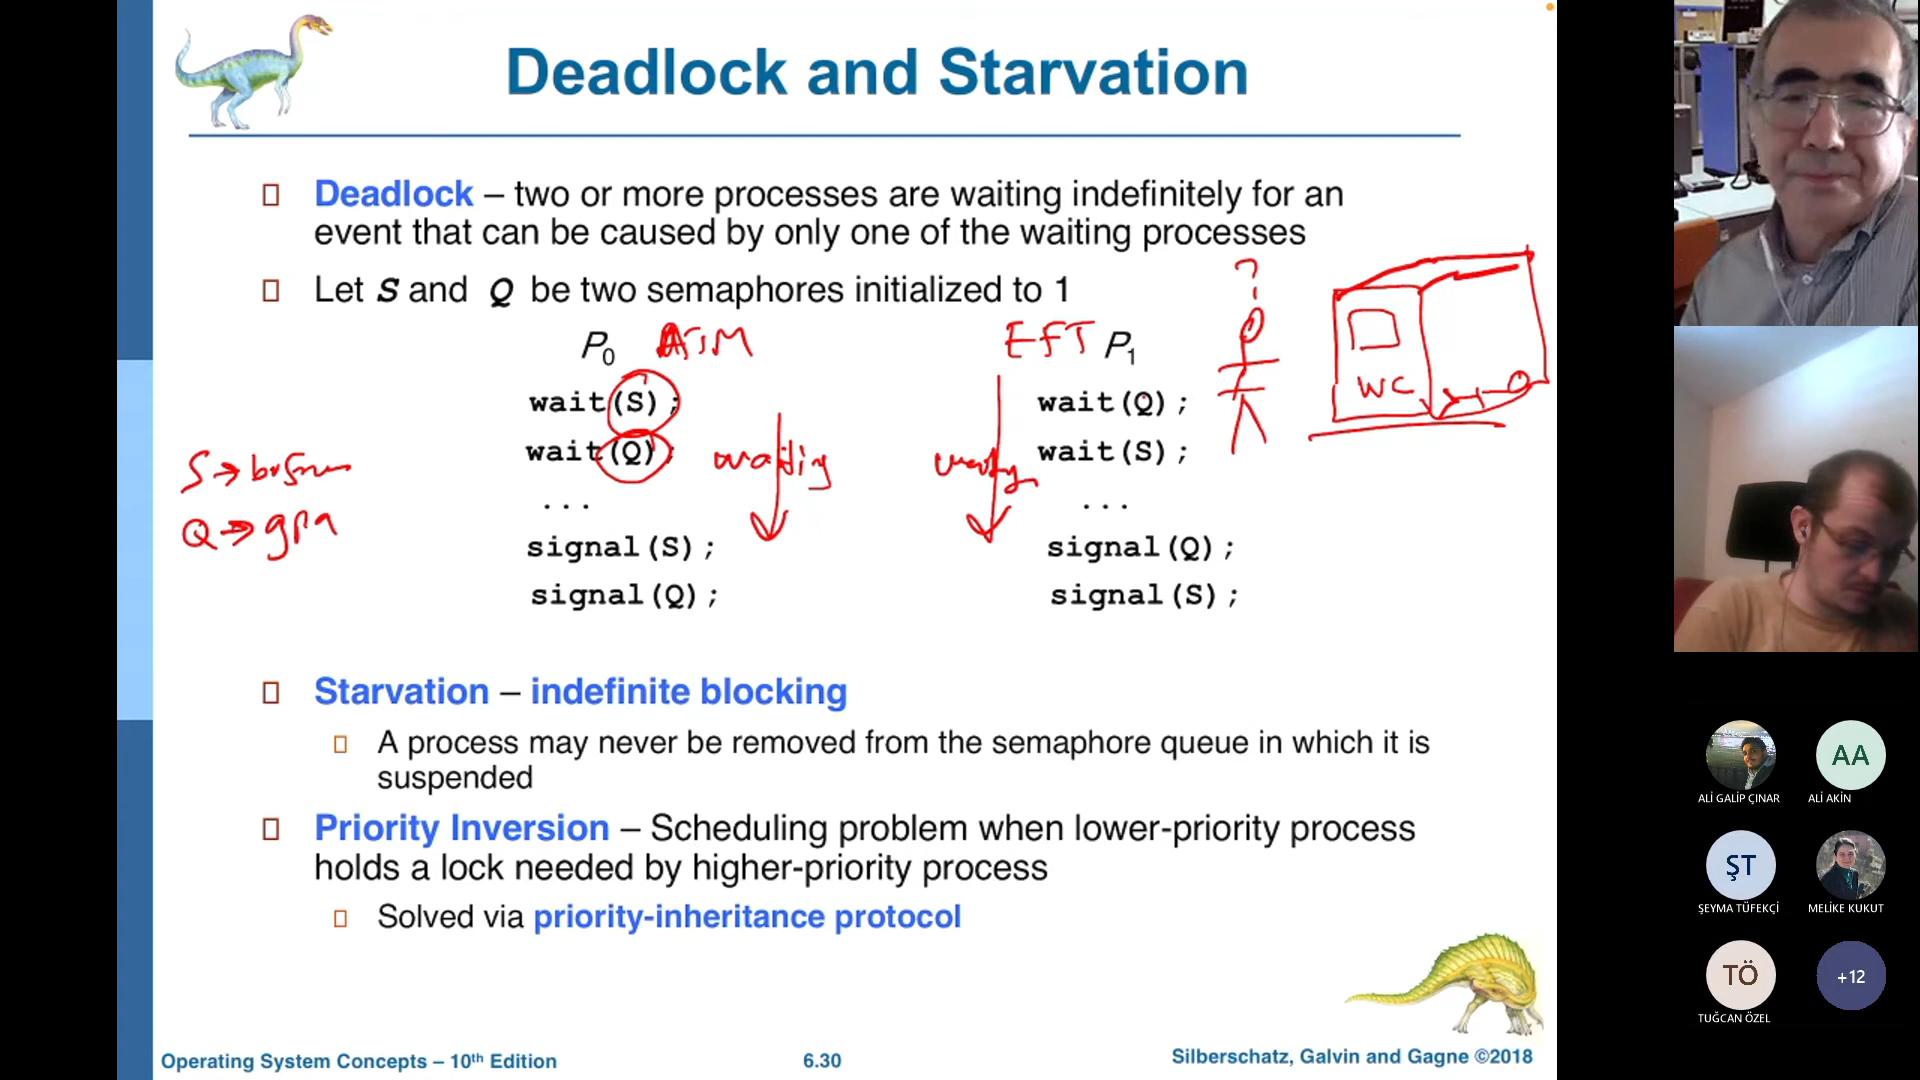 Deadlock and Starvation
Deadlock – two or more processes are waiting indefinitely for an
event that can be caused by only one of the waiting processes
Let S and Q be two semaphores initialized to 1
?
P0 ATM EFT P1
wait(S); wait(Q);
WC
wait(Q); waiting wait(S);
S→
... ...
Q→
signal(S); signal(Q);
signal(Q); signal(S);
Starvation – indefinite blocking
A process may never be removed from the semaphore queue in which it is
suspended
Priority Inversion – Scheduling problem when lower-priority process
holds a lock needed by higher-priority process
Solved via priority-inheritance protocol
Operating System Concepts – 10th Edition 6.30 Silberschatz, Galvin and Gagne ©2018
AA
ALİ GALİP ÇINAR ALİ AKİN
ŞT
ŞEYMA TÜFEKÇİ MELİKE KUKUT
TÖ +12
TUĞCAN ÖZEL